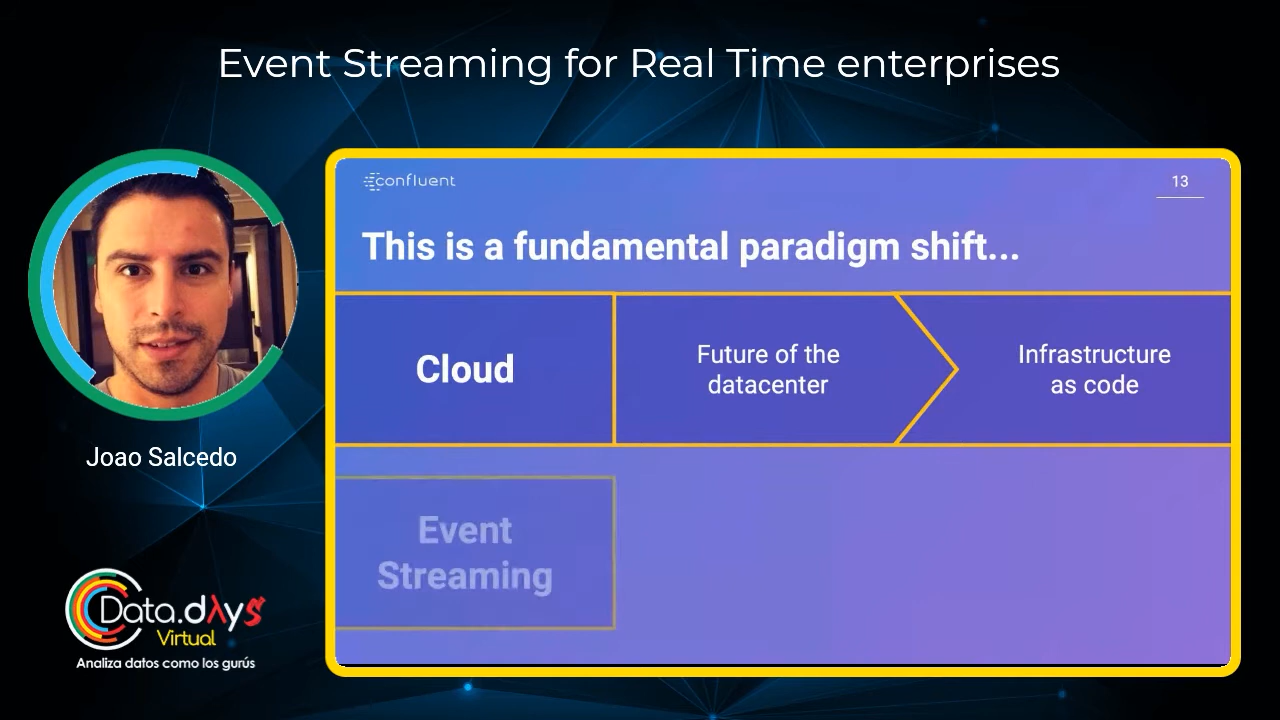 Event Streaming for Real Time enterprises
confluent
13
This is a fundamental paradigm shift...
Cloud
Future of the
datacenter
Infrastructure
as code
Event
Streaming
Joao Salcedo
Data.dλys
Virtual
Analiza datos como los gurús